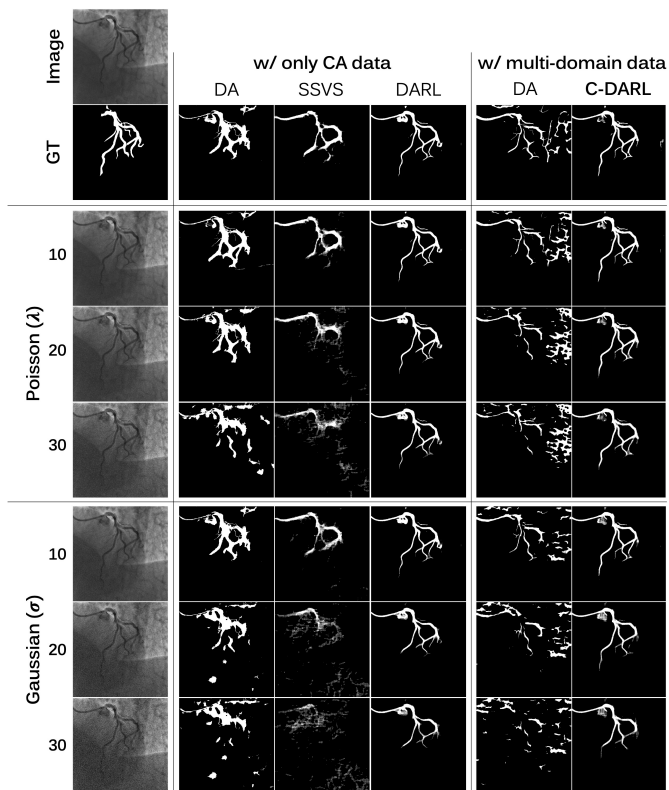 Image
w/ only CA data
w/ multi-domain data
DA SSVS DARL DA C-DARL
GT
Poisson (λ)
10
20
30
Gaussian (σ)
10
20
30